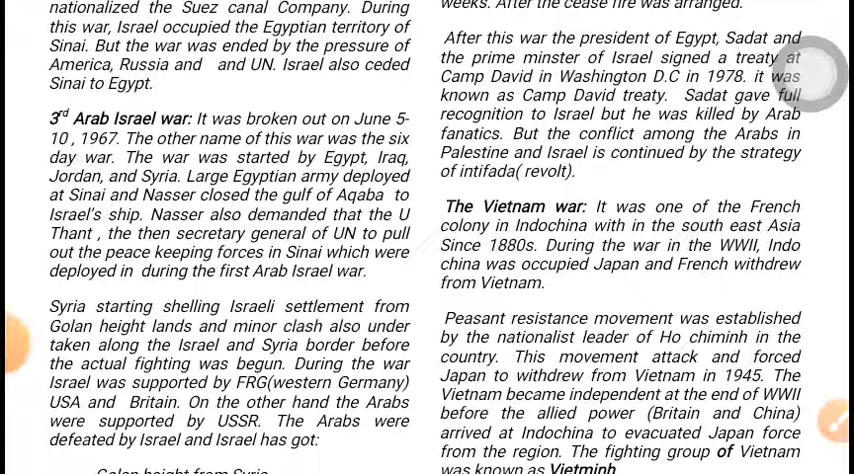 nationalized the Suez canal Company. During
this war, Israel occupied the Egyptian territory of
Sinai. But the war was ended by the pressure of
America, Russia and and UN. Israel also ceded
Sinai to Egypt.
3rd Arab Israel war: It was broken out on June 5-
10 , 1967. The other name of this war was the six
day war. The war was started by Egypt, Iraq,
Jordan, and Syria. Large Egyptian army deployed
at Sinai and Nasser closed the gulf of Aqaba to
Israel's ship. Nasser also demanded that the U
Thant , the then secretary general of UN to pull
out the peace keeping forces in Sinai which were
deployed in during the first Arab Israel war.
Syria starting shelling Israeli settlement from
Golan height lands and minor clash also under
taken along the Israel and Syria border before
the actual fighting was begun. During the war
Israel was supported by FRG(western Germany)
USA and Britain. On the other hand the Arabs
were supported by USSR. The Arabs were
defeated by Israel and Israel has got:
Golan height from Syria
weeks. After the cease fire was arranged.
After this war the president of Egypt, Sadat and
the prime minster of Israel signed a treaty at
Camp David in Washington D.C in 1978. it was
known as Camp David treaty. Sadat gave full
recognition to Israel but he was killed by Arab
fanatics. But the conflict among the Arabs in
Palestine and Israel is continued by the strategy
of intifada( revolt).
The Vietnam war: It was one of the French
colony in Indochina with in the south east Asia
Since 1880s. During the war in the WWII, Indo
china was occupied Japan and French withdrew
from Vietnam.
Peasant resistance movement was established
by the nationalist leader of Ho chiminh in the
country. This movement attack and forced
Japan to withdrew from Vietnam in 1945. The
Vietnam became independent at the end of WWII
before the allied power (Britain and China)
arrived at Indochina to evacuated Japan force
from the region. The fighting group of Vietnam
was known as Vietminh